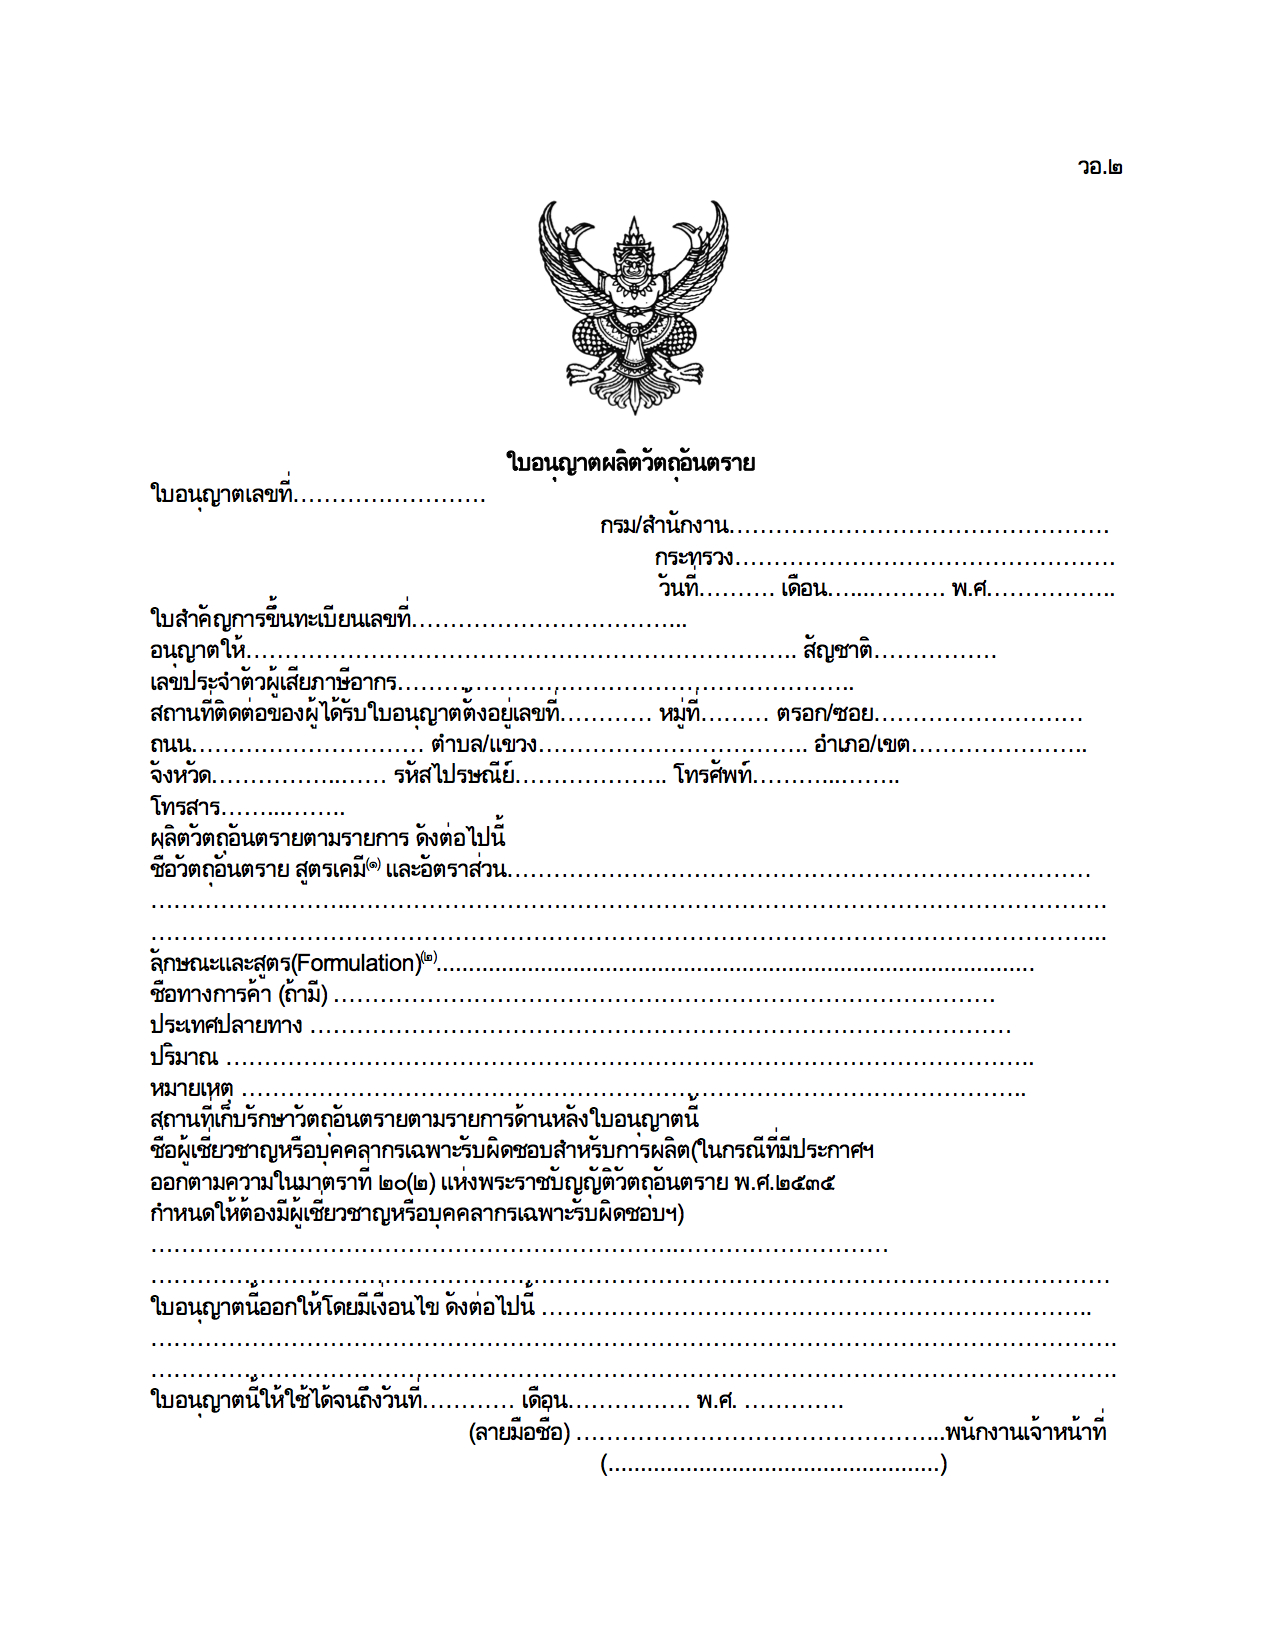 วอ.๒
ใบอนุญาตผลิตวัตถุอันตราย
ใบอนุญาตเลขที่.........................
กรม/สำนักงาน.................................................
กระทรวง.................................................
วันที่.......... เดือน................ พ.ศ.................
ใบสำคัญการขึ้นทะเบียนเลขที่...................................
อนุญาตให้....................................................................... สัญชาติ................
เลขประจำตัวผู้เสียภาษีอากร...........................................................
สถานที่ติดต่อของผู้ได้รับใบอนุญาตตั้งอยู่เลขที่............ หมู่ที่......... ตรอก/ซอย...........................
ถนน.............................. ตำบล/แขวง................................... อำเภอ/เขต.......................
จังหวัด....................... รหัสไปรษณีย์.................... โทรศัพท์...................
โทรสาร................
ผลิตวัตถุอันตรายตามรายการ ดังต่อไปนี้
ชื่อวัตถุอันตราย สูตรเคมี(๑) และอัตราส่วน...........................................................................
...........................................................................................................................
...........................................................................................................................
ลักษณะและสูตร(Formulation)(๒)............................................................................................
ชื่อทางการค้า (ถ้ามี) .....................................................................................
ประเทศปลายทาง ..........................................................................................
ปริมาณ ........................................................................................................
หมายเหตุ .....................................................................................................
สถานที่เก็บรักษาวัตถุอันตรายตามรายการด้านหลังใบอนุญาตนี้
ชื่อผู้เชี่ยวชาญหรือบุคคลากรเฉพาะรับผิดชอบสำหรับการผลิต(ในกรณีที่มีประกาศฯ
ออกตามความในมาตราที่ ๒๐(๒) แห่งพระราชบัญญัติวัตถุอันตราย พ.ศ.๒๕๓๕
กำหนดให้ต้องมีผู้เชี่ยวชาญหรือบุคคลากรเฉพาะรับผิดชอบฯ)
...............................................................................................
...........................................................................................................................
ใบอนุญาตนี้ออกให้โดยมีเงื่อนไข ดังต่อไปนี้ .......................................................................
............................................................................................................................
............................................................................................................................
ใบอนุญาตนี้ให้ใช้ได้จนถึงวันที่............ เดือน................ พ.ศ. .............
(ลายมือชื่อ) ...............................................พนักงานเจ้าหน้าที่
(...................................................)